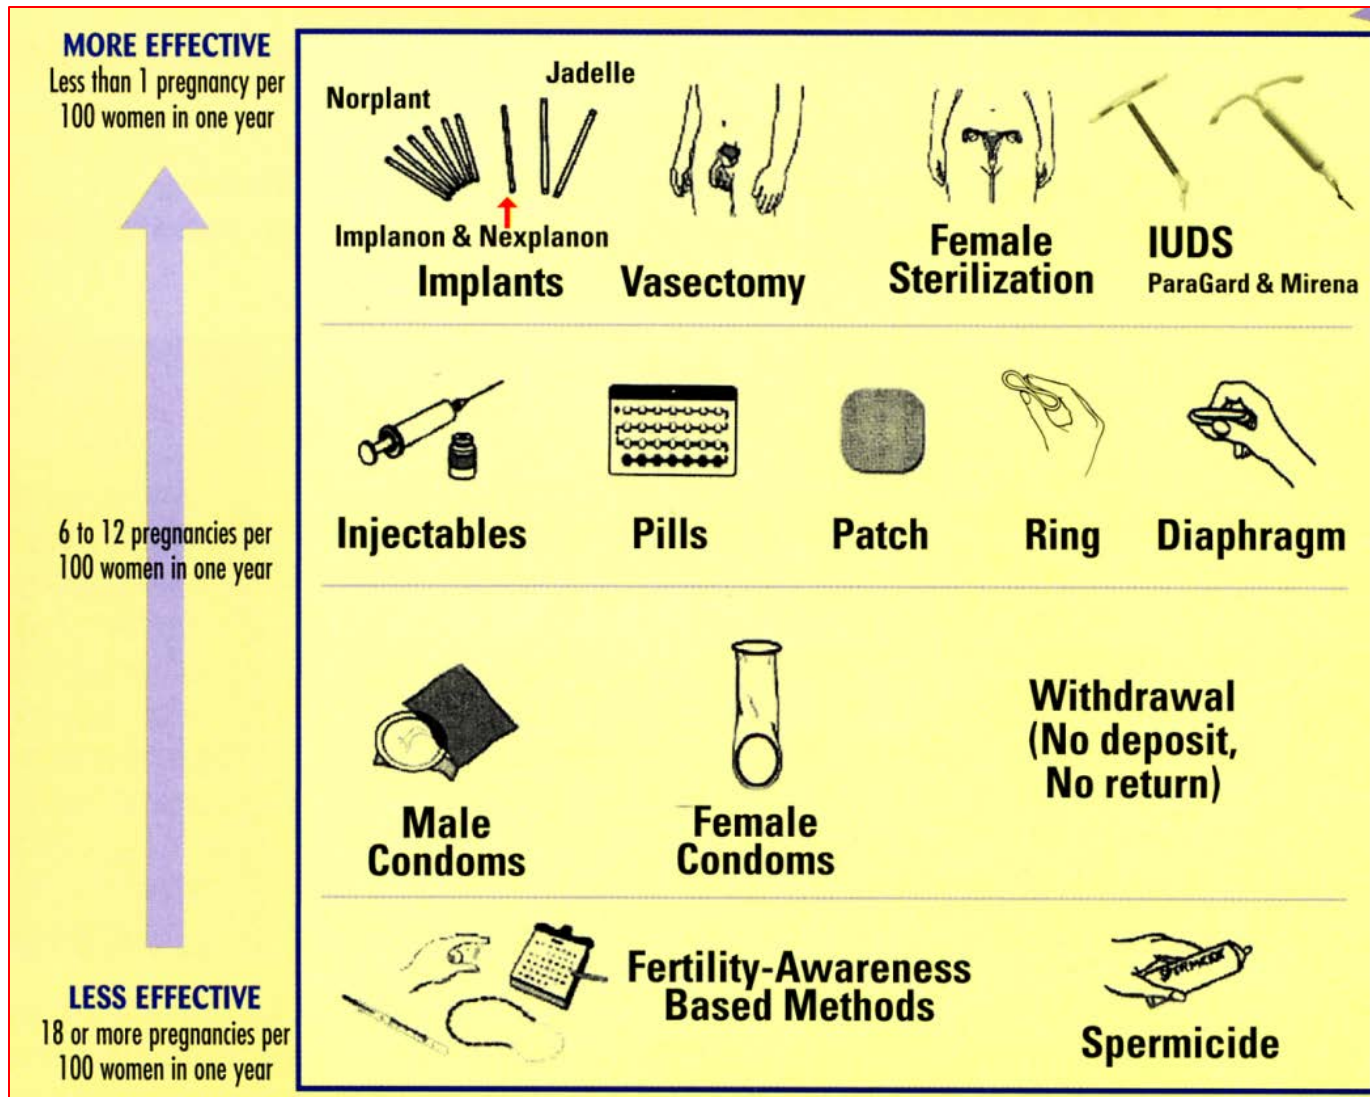 MORE EFFECTIVE
Less than 1 pregnancy per
100 women in one year
Norplant
Jadelle
Implanon & Nexplanon
Implants
Vasectomy
Female
Sterilization
IUDS
ParaGard & Mirena
6 to 12 pregnancies per
100 women in one year
Injectables
Pills
Patch
Ring
Diaphragm
Male
Condoms
Female
Condoms
Withdrawal
(No deposit,
No return)
LESS EFFECTIVE
18 or more pregnancies per
100 women in one year
Fertility-Awareness
Based Methods
SPERMICIDE
Spermicide